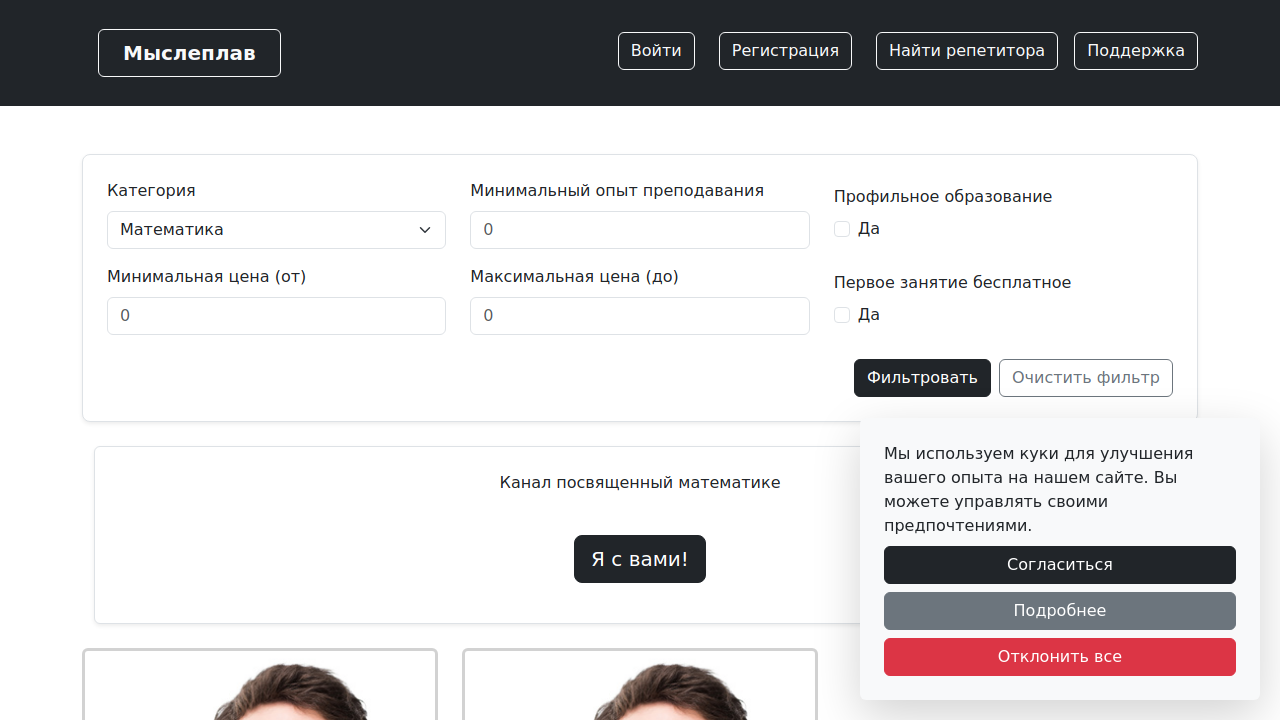 Мыслеплав
Войти
Регистрация
Найти репетитора
Поддержка
Категория
Математика
Минимальный опыт преподавания
0
Профильное образование
Да
Минимальная цена (от)
0
Максимальная цена (до)
0
Первое занятие бесплатное
Да
Фильтровать
Очистить фильтр
Канал посвященный математике
Я с вами!
Мы используем куки для улучшения
вашего опыта на нашем сайте. Вы
можете управлять своими
предпочтениями.
Согласиться
Подробнее
Отклонить все